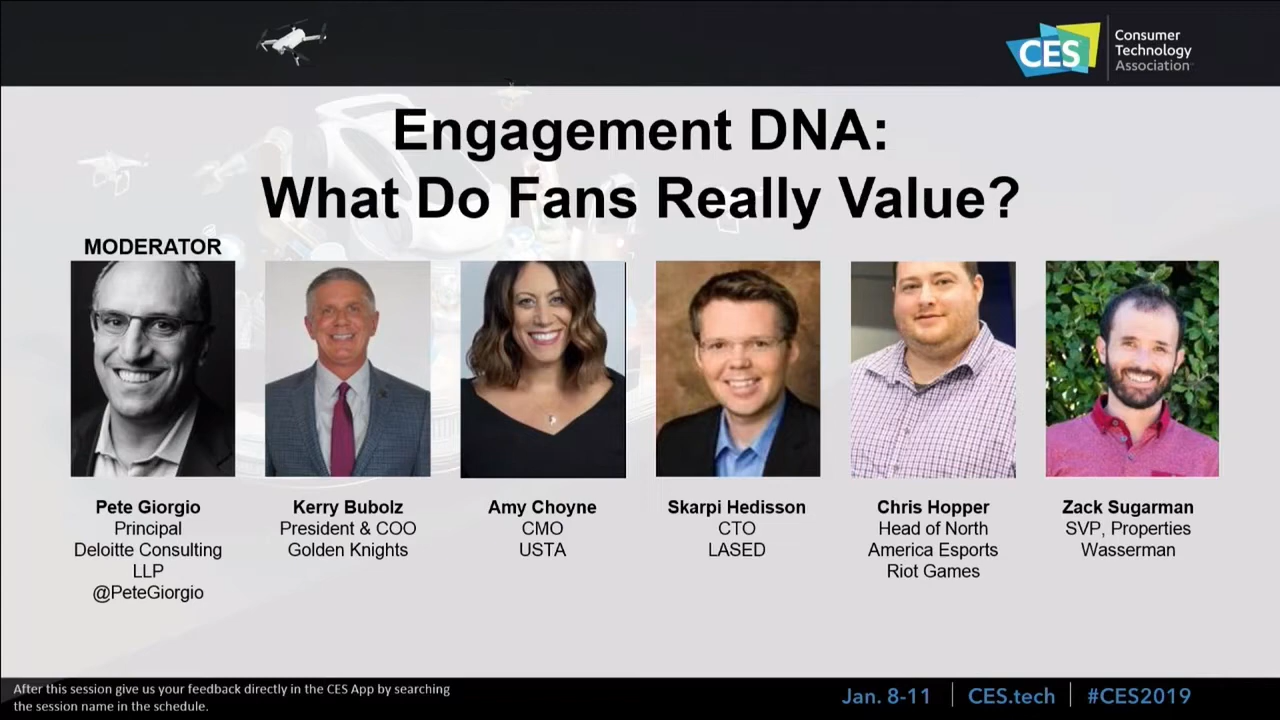 CES
Consumer
Technology
Association
Engagement DNA:
What Do Fans Really Value?
MODERATOR
Pete Giorgio
Principal
Deloitte Consulting
LLP
@PeteGiorgio
Kerry Bubolz
President & COO
Golden Knights
Amy Choyne
CMO
USTA
Skarpi Hedisson
CTO
LASED
Chris Hopper
Head of North
America Esports
Riot Games
Zack Sugarman
SVP, Properties
Wasserman
After this session give us your feedback directly in the CES App by searching
the session name in the schedule.
Jan. 8-11 | CES.tech | #CES2019